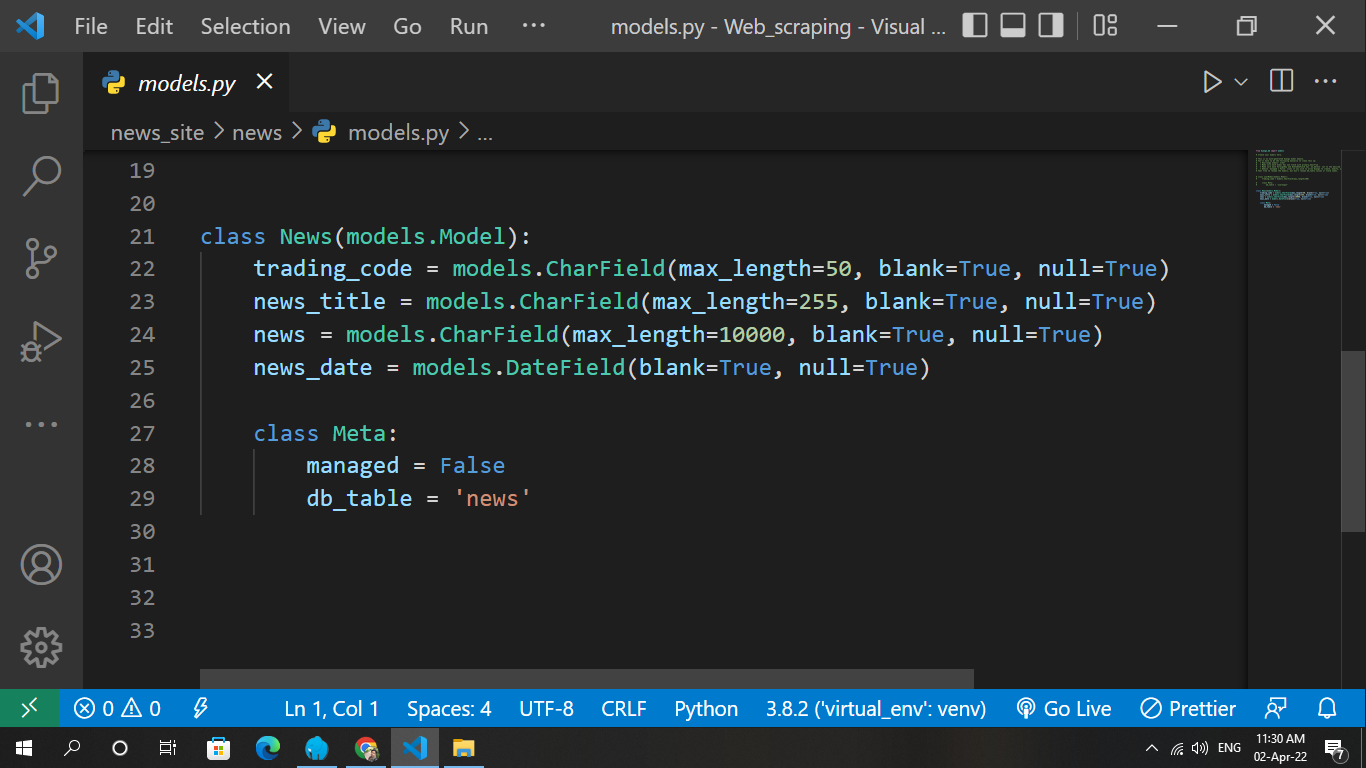 File Edit Selection View Go Run ··· models.py - Web_scraping - Visual ...
models.py
news_site > news > models.py > ...
19
20
21 class News(models.Model):
22     trading_code = models.CharField(max_length=50, blank=True, null=True)
23     news_title = models.CharField(max_length=255, blank=True, null=True)
24     news = models.CharField(max_length=10000, blank=True, null=True)
25     news_date = models.DateField(blank=True, null=True)
26
27     class Meta:
28         managed = False
29         db_table = 'news'
30
31
32
33
0 0 Ln 1, Col 1 Spaces: 4 UTF-8 CRLF Python 3.8.2 ('virtual_env': venv) Go Live Prettier
ENG 11:30 AM
02-Apr-22 7